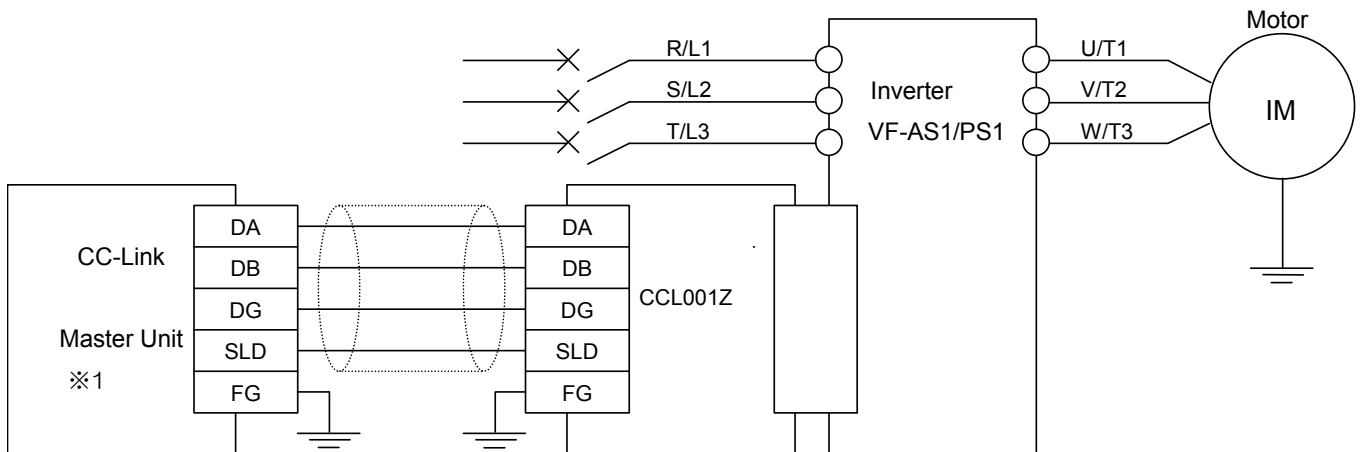 Motor
R/L1
U/T1
S/L2
Inverter
V/T2
IM
T/L3
VF-AS1/PS1
W/T3
CC-Link
Master Unit
※1
DA
DB
DG
SLD
FG
DA
DB
DG
SLD
FG
CCL001Z